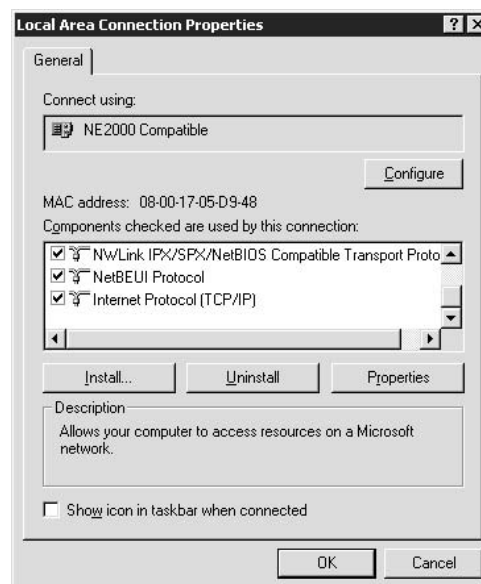 Local Area Connection Properties
General
Connect using:
NE2000 Compatible
Configure
MAC address: 08-00-17-05-D9-48
Components checked are used by this connection:
NWLink IPX/SPX/NetBIOS Compatible Transport Proto
NetBEUI Protocol
Internet Protocol (TCP/IP)
Install...
Uninstall
Properties
Description
Allows your computer to access resources on a Microsoft
network.
Show icon in taskbar when connected
OK
Cancel